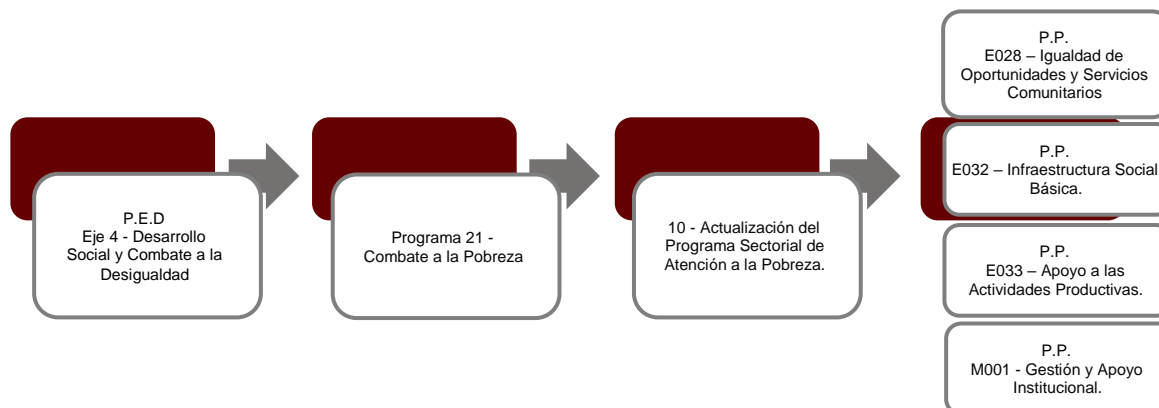 P.E.D
Eje 4 - Desarrollo
Social y Combate a la
Desigualdad
Programa 21 -
Combate a la Pobreza
10 - Actualización del
Programa Sectorial de
Atención a la Pobreza.
P.P.
E028 – Igualdad de
Oportunidades y Servicios
Comunitarios
P.P.
E032 – Infraestructura Social
Básica.
P.P.
E033 – Apoyo a las
Actividades Productivas.
P.P.
M001 - Gestión y Apoyo
Institucional.